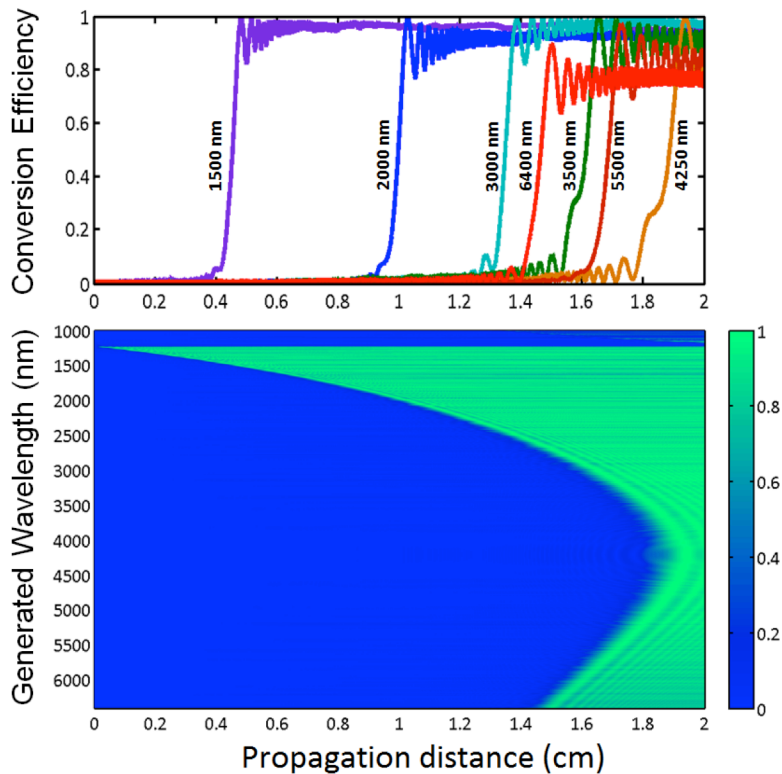 Conversion Efficiency
1
0.8
0.6
0.4
0.2
0
1500 nm
2000 nm
3000 nm
6400 nm
3500 nm
5500 nm
4250 nm
0 0.2 0.4 0.6 0.8 1 1.2 1.4 1.6 1.8 2
Generated Wavelength (nm)
1000
1500
2000
2500
3000
3500
4000
4500
5000
5500
6000
1
0.8
0.6
0.4
0.2
0
0 0.2 0.4 0.6 0.8 1 1.2 1.4 1.6 1.8 2
Propagation distance (cm)